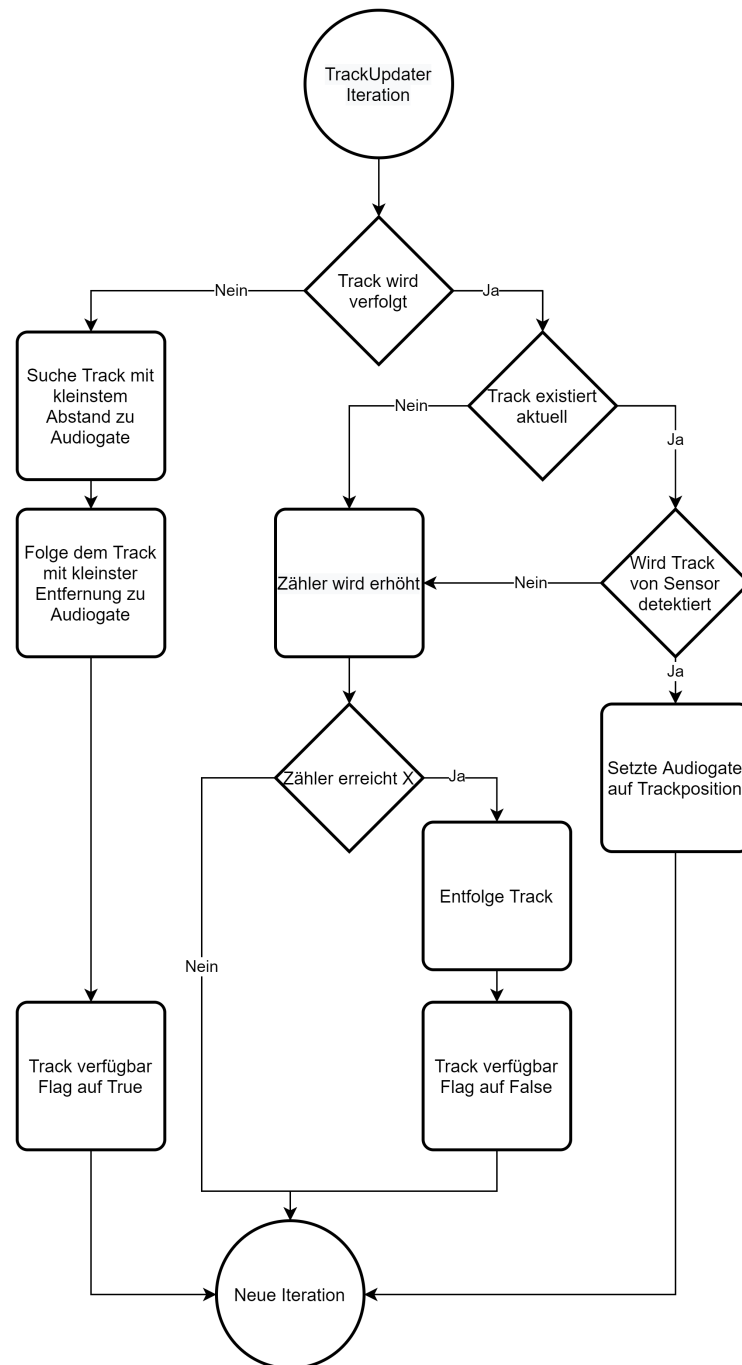 TrackUpdater
Iteration
Track wird
verfolgt
Nein
Ja
Suche Track mit
kleinstem
Abstand zu
Audiogate
Track existiert
aktuell
Nein
Ja
Folge dem Track
mit kleinster
Entfernung zu
Audiogate
Zähler wird erhöht
Nein
Wird Track
von Sensor
detektiert
Ja
Zähler erreicht X
Ja
Setzte Audiogate
auf Trackposition
Entfolge Track
Nein
Track verfügbar
Flag auf True
Track verfügbar
Flag auf False
Neue Iteration